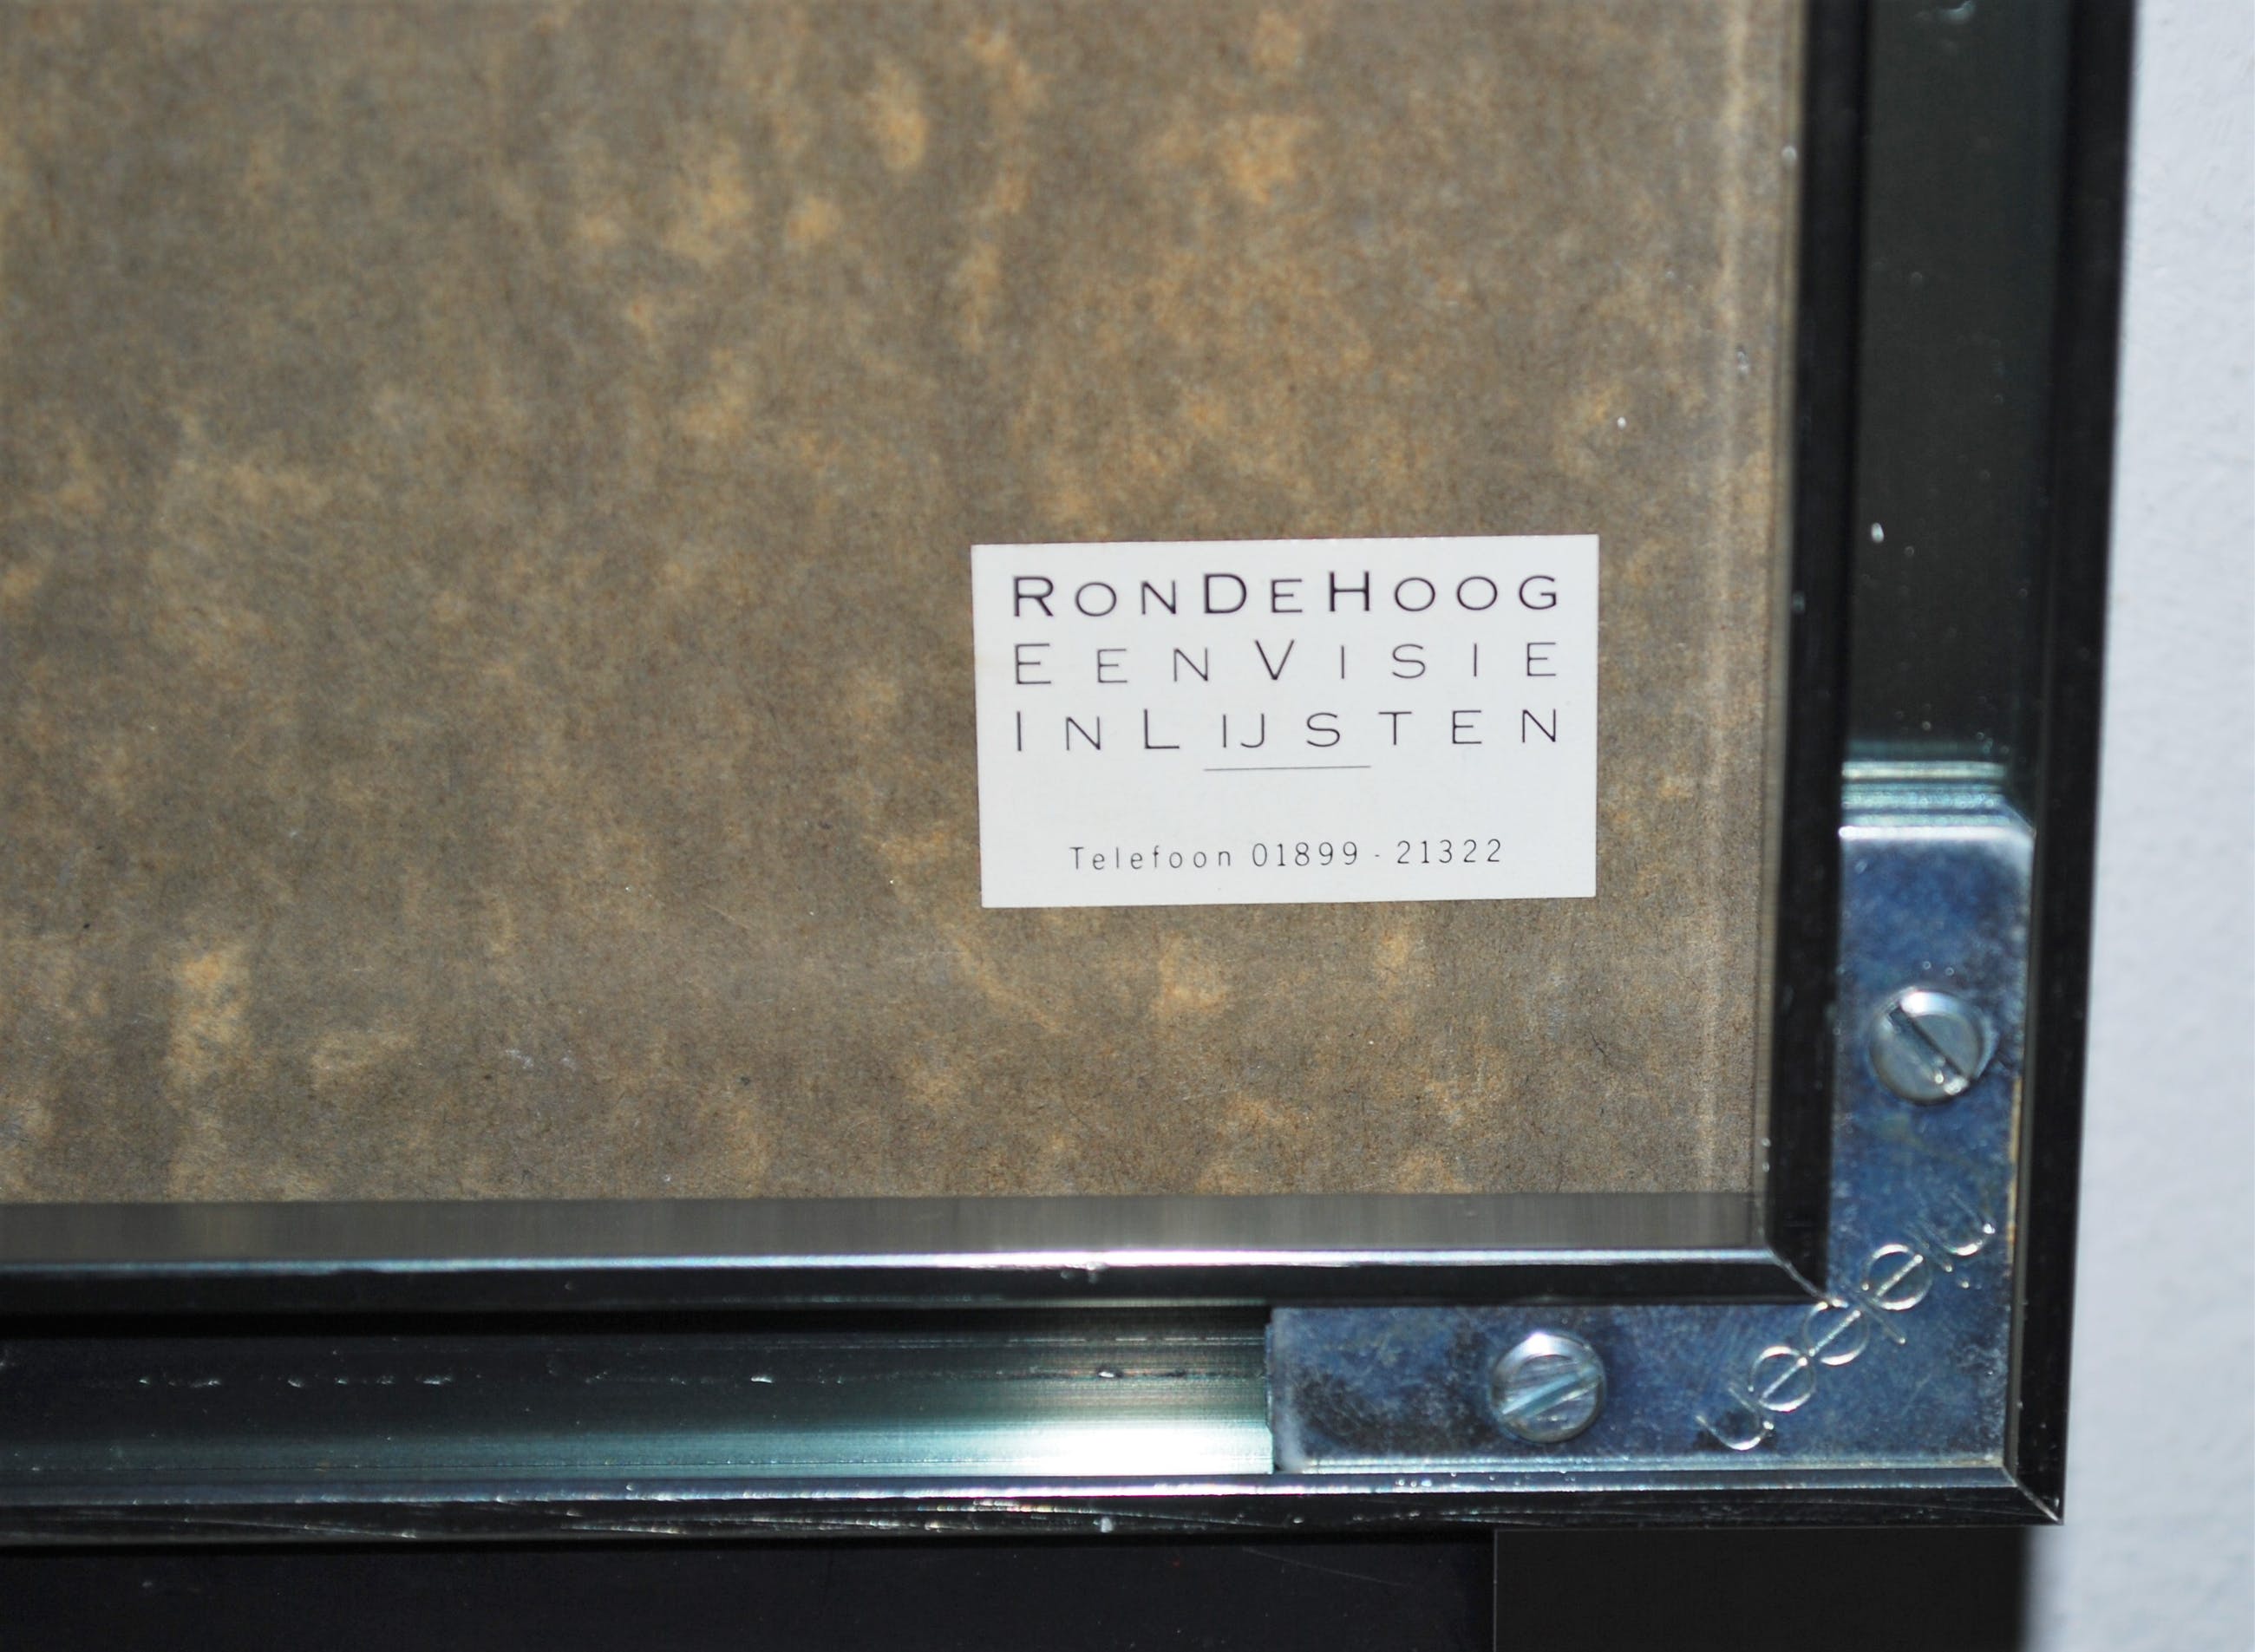 RONDEHOOG
EENVISIE
INLIJSTEN
Telefoon 01899 - 21322
nielsen